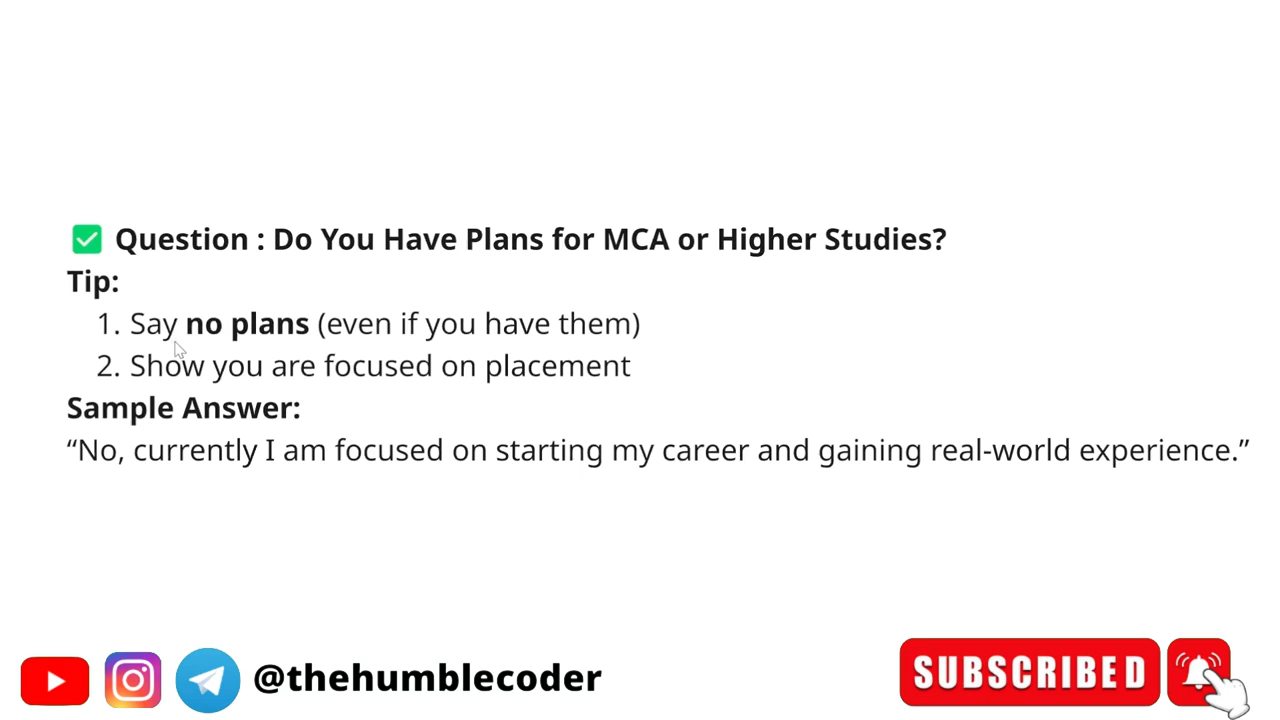 ✅ Question : Do You Have Plans for MCA or Higher Studies?
Tip:
1. Say no plans (even if you have them)
2. Show you are focused on placement
Sample Answer:
“No, currently I am focused on starting my career and gaining real-world experience.”
@thehumblecoder
SUBSCRIBED